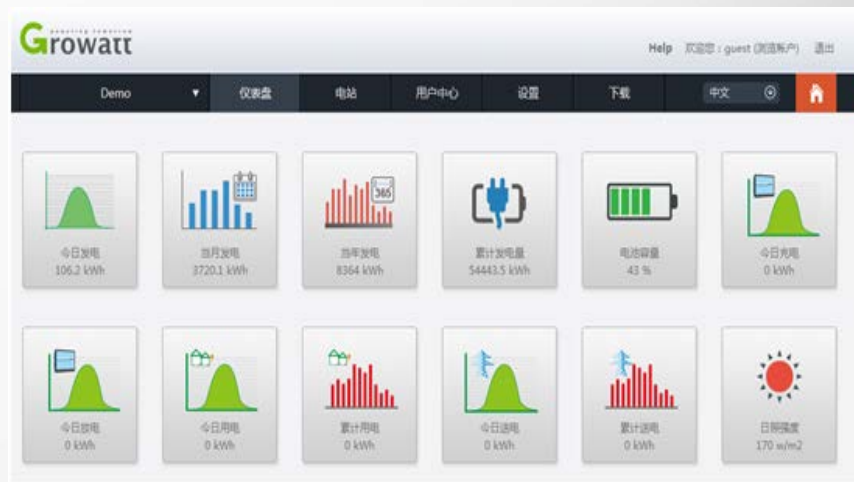 Growatt
powering tomorrow
Help 欢迎您 : guest (浏览帐户) 退出
Demo 仪表盘 电站 用户中心 设置 下载 中文
365
今日发电 当月发电 当年发电 累计发电量 电池容量 今日充电
106.2 kWh 3720.1 kWh 8364 kWh 54443.5 kWh 43 % 0 kWh
今日放电 今日用电 累计用电 今日送电 累计送电 日照强度
0 kWh 0 kWh 0 kWh 0 kWh 0 kWh 170 w/m2